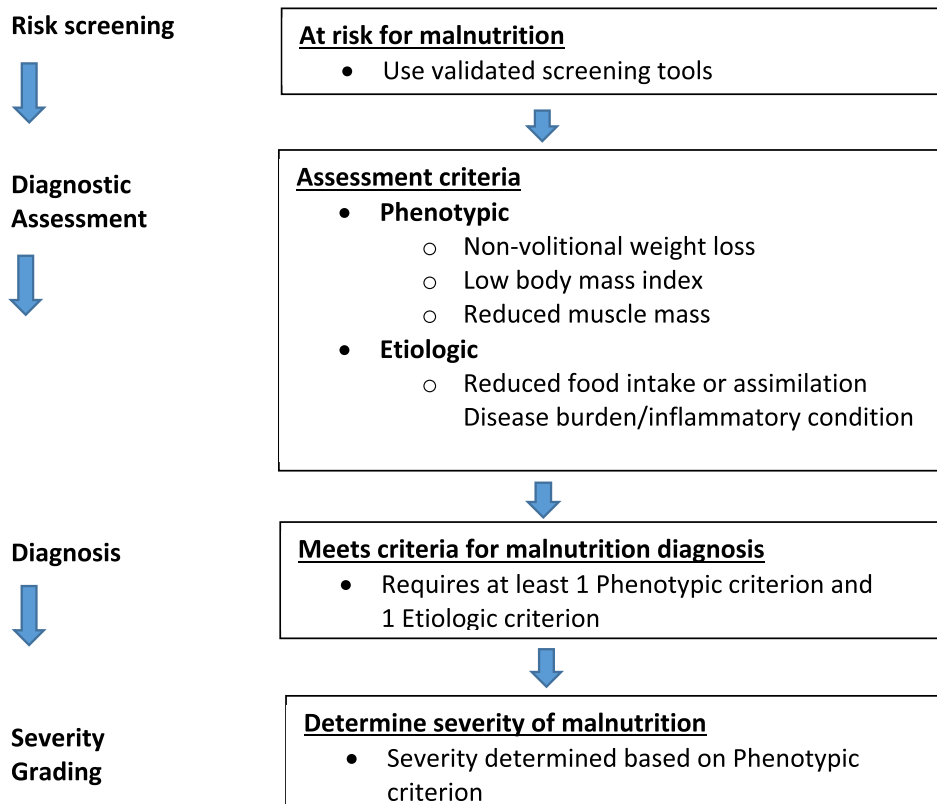 Risk screening
At risk for malnutrition
• Use validated screening tools
Diagnostic
Assessment
Assessment criteria
• Phenotypic
o Non-volitional weight loss
o Low body mass index
o Reduced muscle mass
• Etiologic
o Reduced food intake or assimilation
Disease burden/inflammatory condition
Diagnosis
Meets criteria for malnutrition diagnosis
• Requires at least 1 Phenotypic criterion and
1 Etiologic criterion
Severity
Grading
Determine severity of malnutrition
• Severity determined based on Phenotypic
criterion